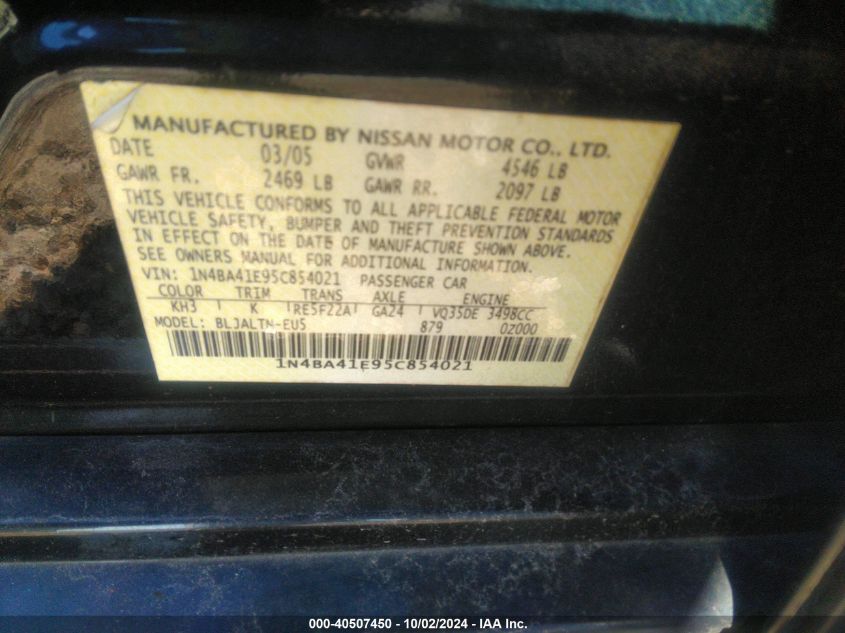 MANUFACTURED BY NISSAN MOTOR CO., LTD.
DATE 03/05 GVWR 4546 LB
GAWR FR. 2469 LB GAWR RR. 2097 LB
THIS VEHICLE CONFORMS TO ALL APPLICABLE FEDERAL MOTOR
VEHICLE SAFETY, BUMPER AND THEFT PREVENTION STANDARDS
IN EFFECT ON THE DATE OF MANUFACTURE SHOWN ABOVE.
SEE OWNERS MANUAL FOR ADDITIONAL INFORMATION.
VIN: 1N4BA41E95C854021 PASSENGER CAR
COLOR TRIM TRANS AXLE ENGINE
KH3 K RE5F22A GA24 VQ35DE 3498CC
MODEL: BLJALTN-EU5 879 0Z000
1N4BA41E95C854021
000-40507450 - 10/02/2024 - IAA Inc.